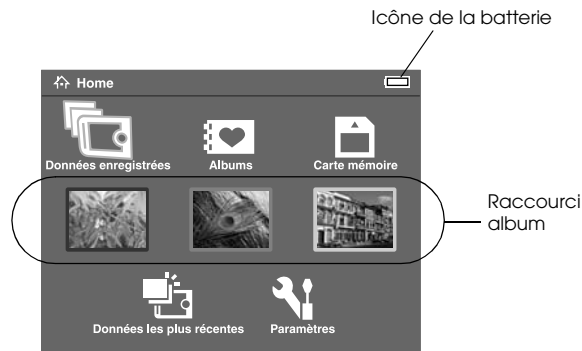 Icône de la batterie
Home
Données enregistrées
Albums
Carte mémoire
Raccourci
album
Données les plus récentes
Paramètres